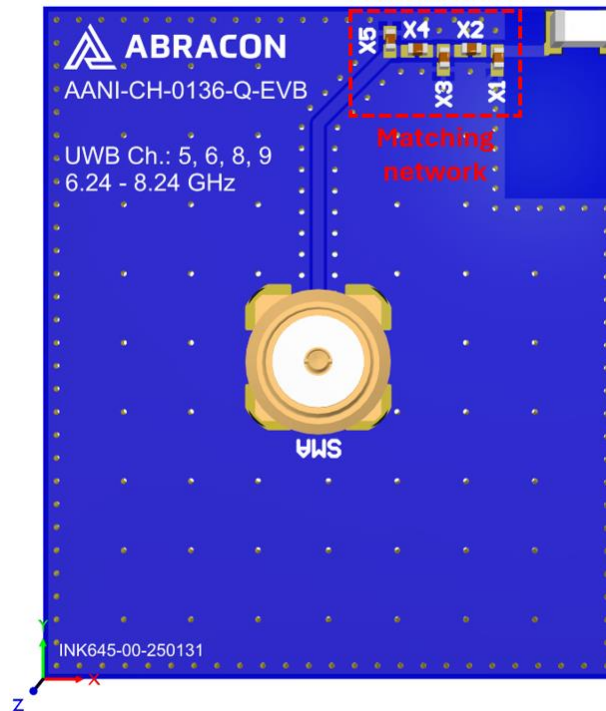 X5
X4
X2
ABRACON
AANI-CH-0136-Q-EVB
X3
X1
Matching
network
UWB Ch.: 5, 6, 8, 9
6.24 - 8.24 GHz
SMA
INK645-00-250131
Y
X
Z